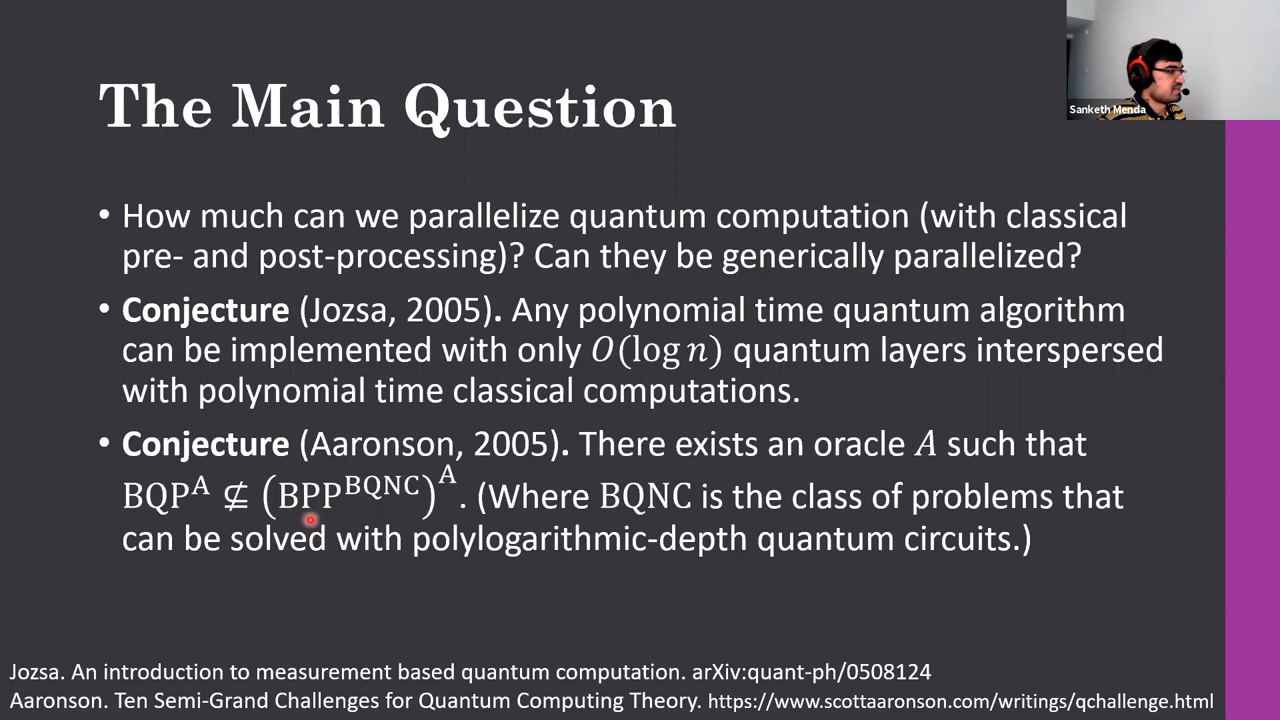 Sanketh Menda
The Main Question
• How much can we parallelize quantum computation (with classical
pre- and post-processing)? Can they be generically parallelized?
• Conjecture (Jozsa, 2005). Any polynomial time quantum algorithm
can be implemented with only O(log n) quantum layers interspersed
with polynomial time classical computations.
• Conjecture (Aaronson, 2005). There exists an oracle A such that
BQPᴬ ⊈ (BPP^BQNC)ᴬ. (Where BQNC is the class of problems that
can be solved with polylogarithmic-depth quantum circuits.)
Jozsa. An introduction to measurement based quantum computation. arXiv:quant-ph/0508124
Aaronson. Ten Semi-Grand Challenges for Quantum Computing Theory. https://www.scottaaronson.com/writings/qchallenge.html